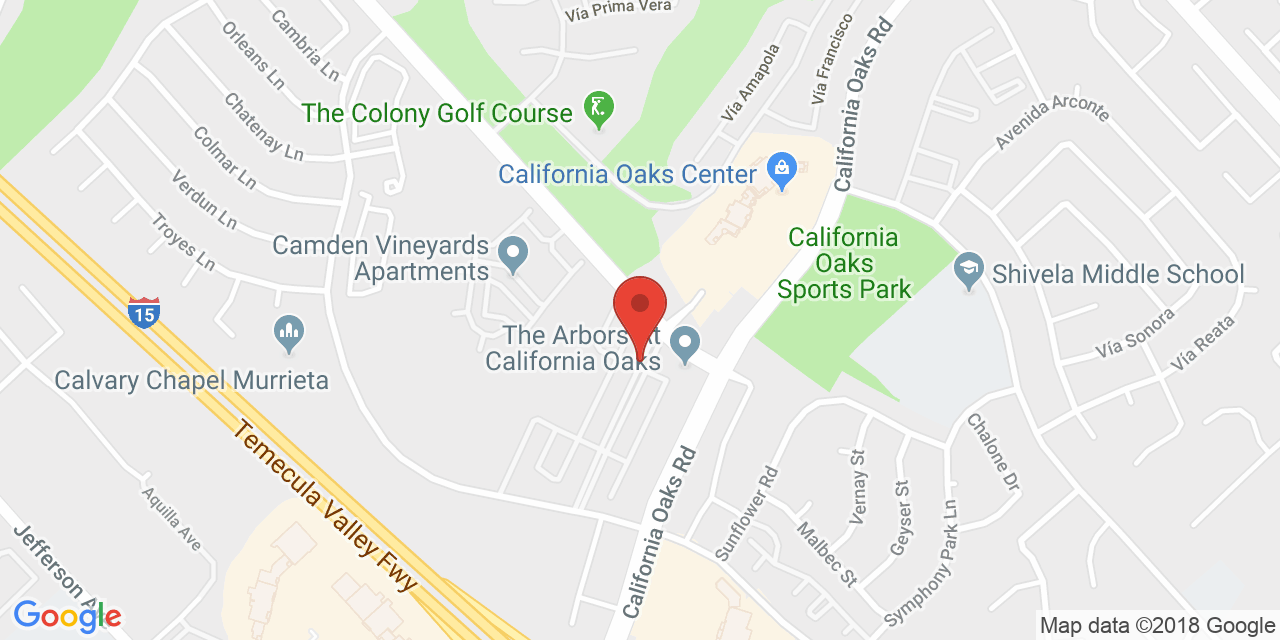 Vía Prima Vera
Cambria Ln
Orleans Ln
Chatenay Ln
Colmar Ln
Verdun Ln
Troyes Ln
The Colony Golf Course
Vía Amapola
Vía Francisco
California Oaks Rd
Avenida Arconte
California Oaks Center
California
Oaks
Sports Park
Shivela Middle School
Camden Vineyards
Apartments
15
The Arbors At
California Oaks
Calvary Chapel Murrieta
Vía Sonora
Vía Reata
Temecula Valley Fwy
California Oaks Rd
Sunflower Rd
Vernay St
Geyser St
Malbec St
Symphony Park Ln
Chalone Dr
Aquilla Ave
Jefferson
Google
Map data ©2018 Google